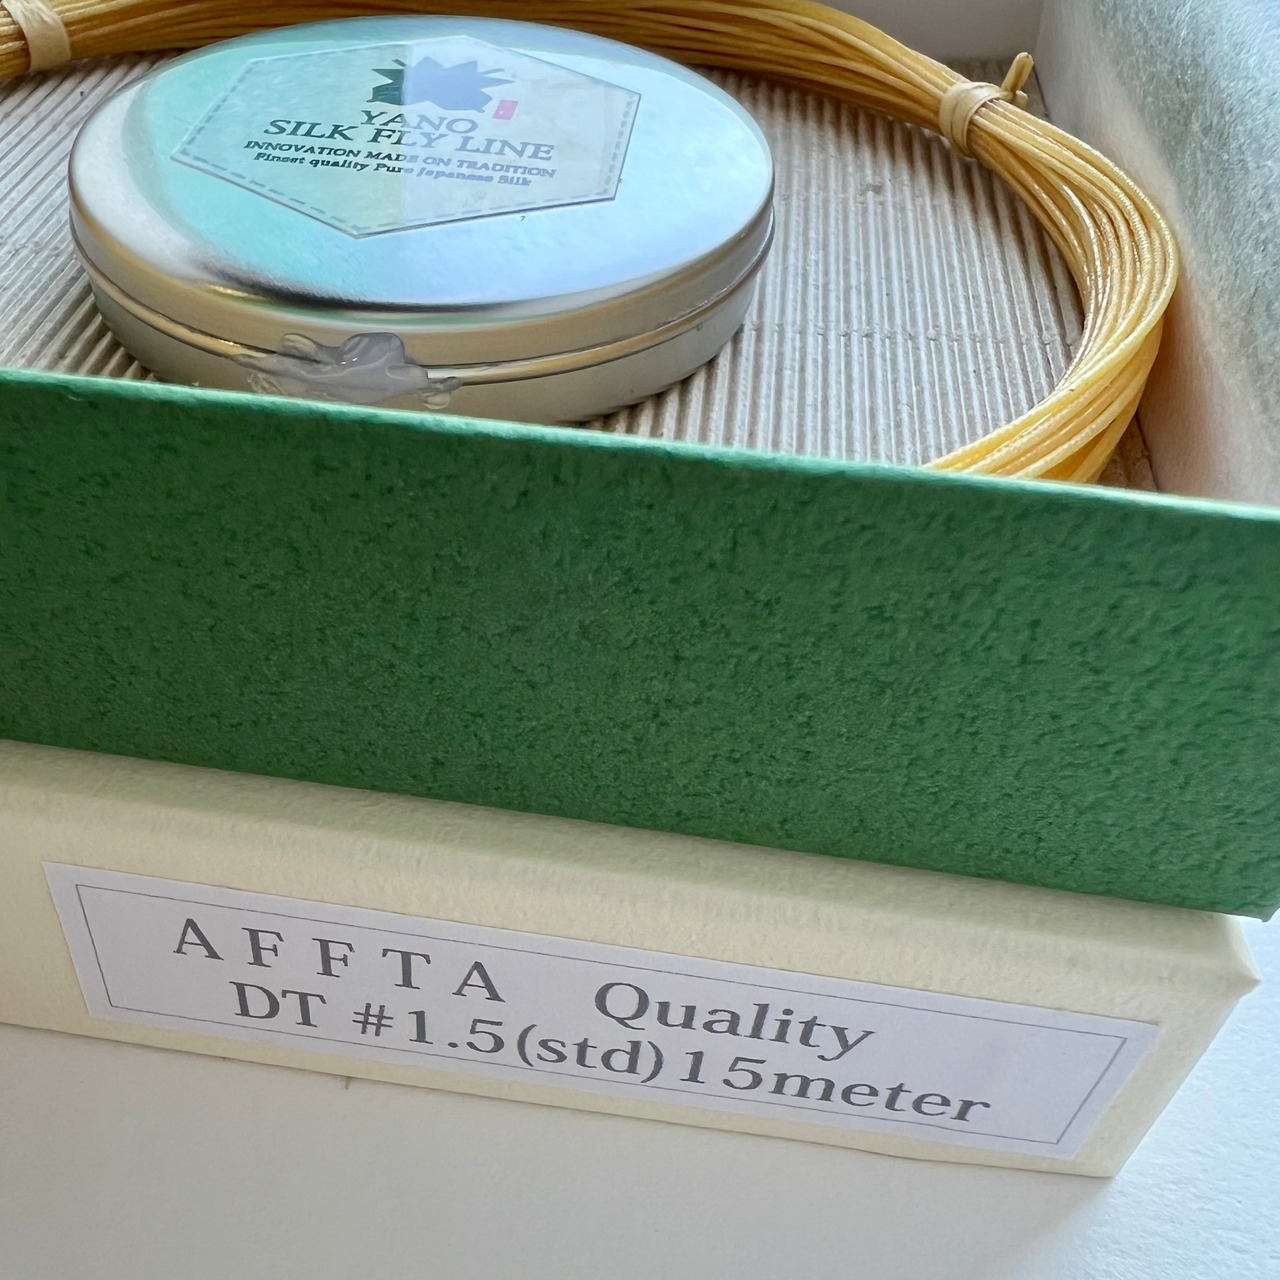 YANO
SILK FLY LINE
INNOVATION MADE ON TRADITION
Finest quality Pure Japanese Silk
A F F T A Quality
DT #1.5(std)15meter